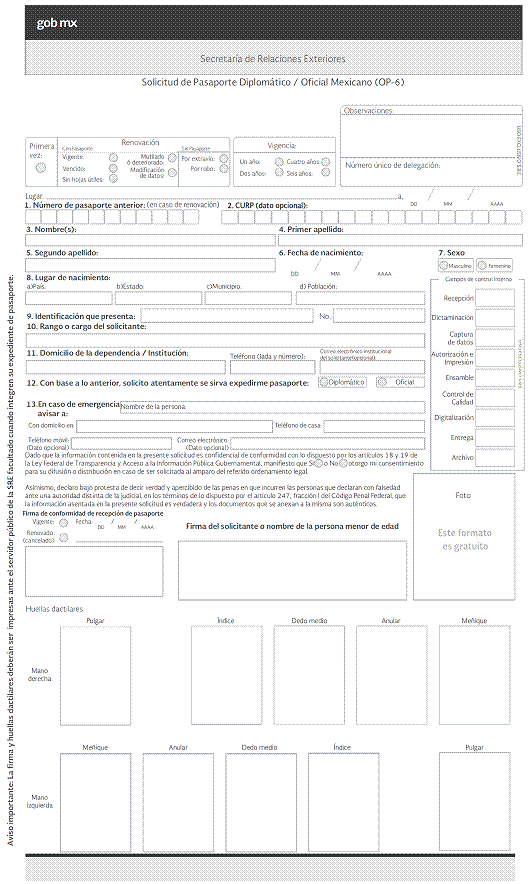 gob.mx
Secretaría de Relaciones Exteriores
Solicitud de Pasaporte Diplomático / Oficial Mexicano (OP-6)
Observaciones:
Primera
vez:
Renovación
Con Pasaporte
Sin Pasaporte
Vigente:
Vencido:
Sin hojas útiles:
Mutilado
ó deteriorado:
Modificación
de datos:
Por extravío:
Por robo:
Vigencia:
Un año:
Cuatro años:
Dos años:
Seis años:
Número único de delegación:
USO EXCLUSIVO SRE
Lugar
a,
/ /
DD MM AAAA
1. Número de pasaporte anterior: (en caso de renovación)
2. CURP (dato opcional):
3. Nombre(s):
4. Primer apellido:
5. Segundo apellido:
6. Fecha de nacimiento:
/ /
DD MM AAAA
7. Sexo
Masculino
Femenino
8. Lugar de nacimiento:
a)País:
b)Estado:
c)Municipio:
d) Población:
Campos de control interno
Recepción
Dictaminación
Captura
de datos
Autorización e
Impresión
Ensamble
Control de
Calidad
Digitalización
Entrega
Archivo
9. Identificación que presenta:
No.:
10. Rango o cargo del solicitante:
11. Domicilio de la dependencia / Institución:
Teléfono (lada y número):
Correo electrónico institucional
del solicitante(opcional):
12. Con base a lo anterior, solicito atentamente se sirva expedirme pasaporte:
Diplomático
Oficial
13.En caso de emergencia
avisar a:
Nombre de la persona:
Con domicilio en:
Teléfono de casa:
Teléfono móvil:
(Dato opcional)
Correo electrónico:
(Dato opcional)
Dado que la información contenida en la presente solicitud es confidencial de conformidad con lo dispuesto por los artículos 18 y 19 de
la Ley Federal de Transparencia y Acceso a la Información Pública Gubernamental, manifiesto que Sí o No otorgo mi consentimiento
para su difusión o distribución en caso de ser solicitada al amparo del referido ordenamiento legal.
Asimismo, declaro bajo protesta de decir verdad y apercibido de las penas en que incurren las personas que declaran con falsedad
ante una autoridad distinta de la judicial, en los términos de lo dispuesto por el artículo 247, fracción I del Código Penal Federal, que
la información asentada en la presente solicitud es verdadera y los documentos que se anexan a la misma son auténticos.
Firma de conformidad de recepción de pasaporte
Vigente:
Fecha:
/ /
DD MM AAAA
Renovado:
(cancelado)
Firma del solicitante o nombre de la persona menor de edad
Foto
Este formato
es gratuito
Huellas dactilares
Pulgar
Índice
Dedo medio
Anular
Meñique
Mano
derecha
Meñique
Anular
Dedo medio
Índice
Pulgar
Mano
izquierda
Aviso importante: La firma y huellas dactilares deberán ser impresas ante el servidor público de la SRE facultado cuando integren su expediente de pasaporte.